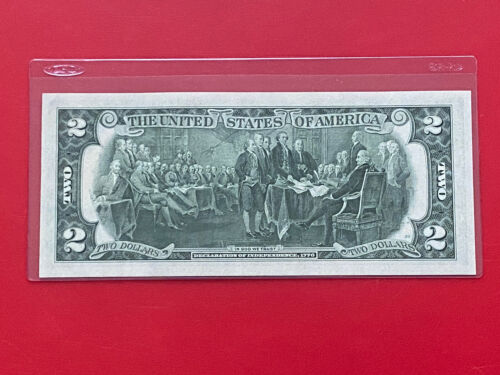 THE UNITED STATES OF AMERICA
2 2
TWO TWO
2 2
TWO DOLLARS TWO DOLLARS
IN GOD WE TRUST
DECLARATION OF INDEPENDENCE, 1776